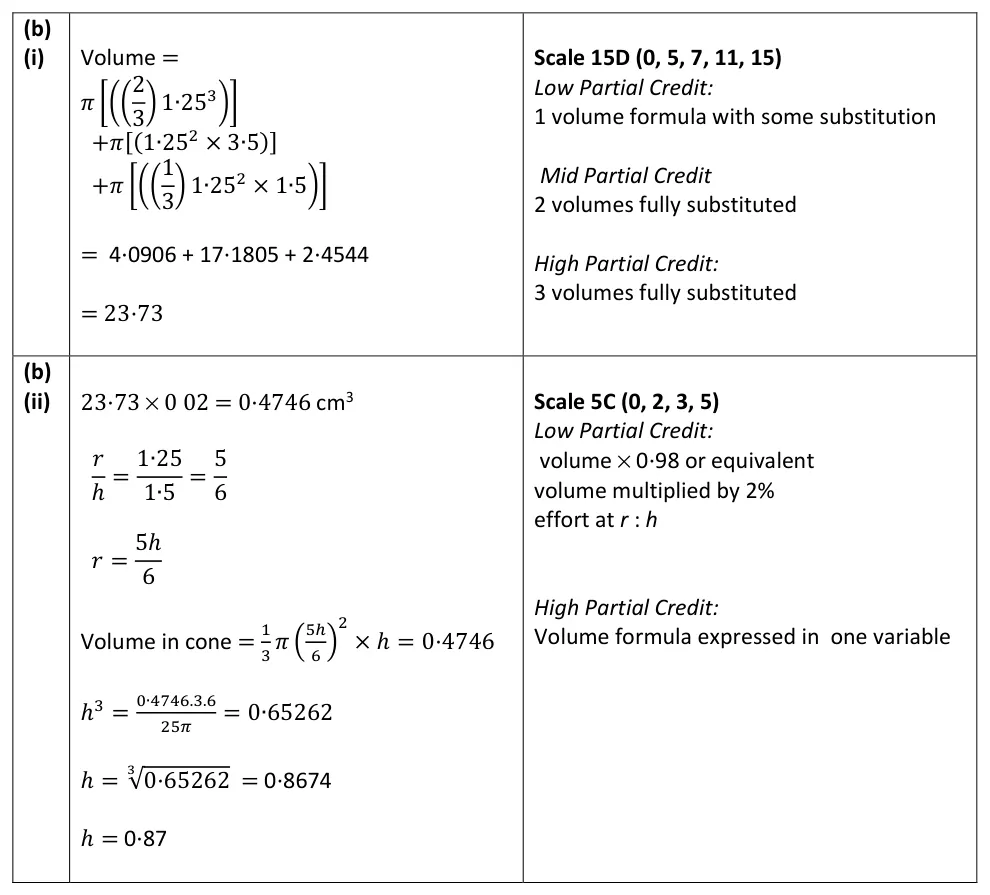 (b)
(i)
Volume =
π[((2/3) 1·25³)]
+π[(1·25² × 3·5)]
+π[((1/3) 1·25² × 1·5)]
= 4·0906 + 17·1805 + 2·4544
= 23·73
Scale 15D (0, 5, 7, 11, 15)
Low Partial Credit:
1 volume formula with some substitution
Mid Partial Credit
2 volumes fully substituted
High Partial Credit:
3 volumes fully substituted
(b)
(ii)
23·73 × 0 02 = 0·4746 cm³
r/h = 1·25/1·5 = 5/6
r = 5h/6
Volume in cone = 1/3 π (5h/6)² × h = 0·4746
h³ = 0·4746.3.6/25π = 0·65262
h = ∛0·65262 = 0·8674
h = 0·87
Scale 5C (0, 2, 3, 5)
Low Partial Credit:
volume × 0·98 or equivalent
volume multiplied by 2%
effort at r : h
High Partial Credit:
Volume formula expressed in one variable